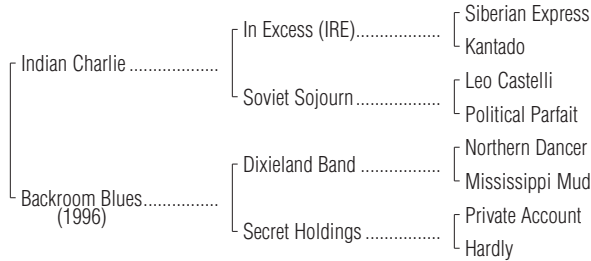 Siberian Express
In Excess (IRE)..................
Kantado
Indian Charlie ...................
Leo Castelli
Soviet Sojourn ..................
Political Parfait
Northern Dancer
Dixieland Band .................
Mississippi Mud
Backroom Blues................
(1996)
Private Account
Secret Holdings ................
Hardly